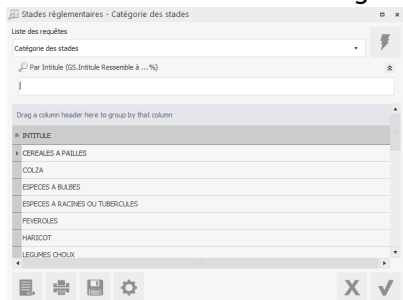 Stades réglementaires - Catégorie des stades
Liste des requêtes
Catégorie des stades
Par Intitule (GS.Intitule Ressemble à ...%)
Drag a column header here to group by that column
INTITULE
CEREALES A PAILLES
COLZA
ESPECES A BULBES
ESPECES A RACINES OU TUBERCULES
FEVEROLES
HARICOT
LEGUMES CHOUX